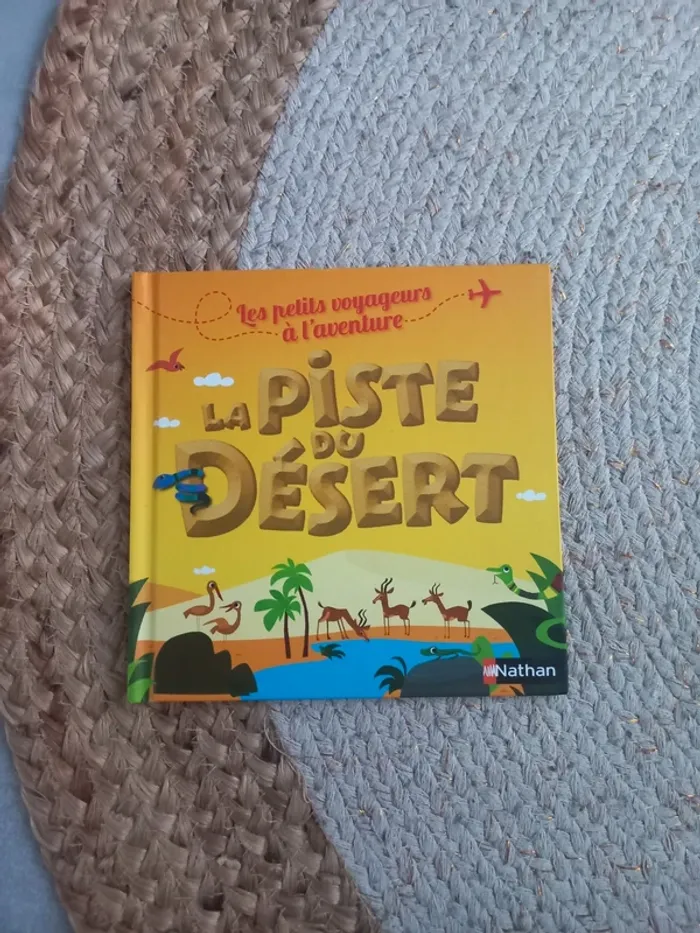 Les petits voyageurs
à l'aventure
LA PISTE
DU
DÉSERT
Nathan